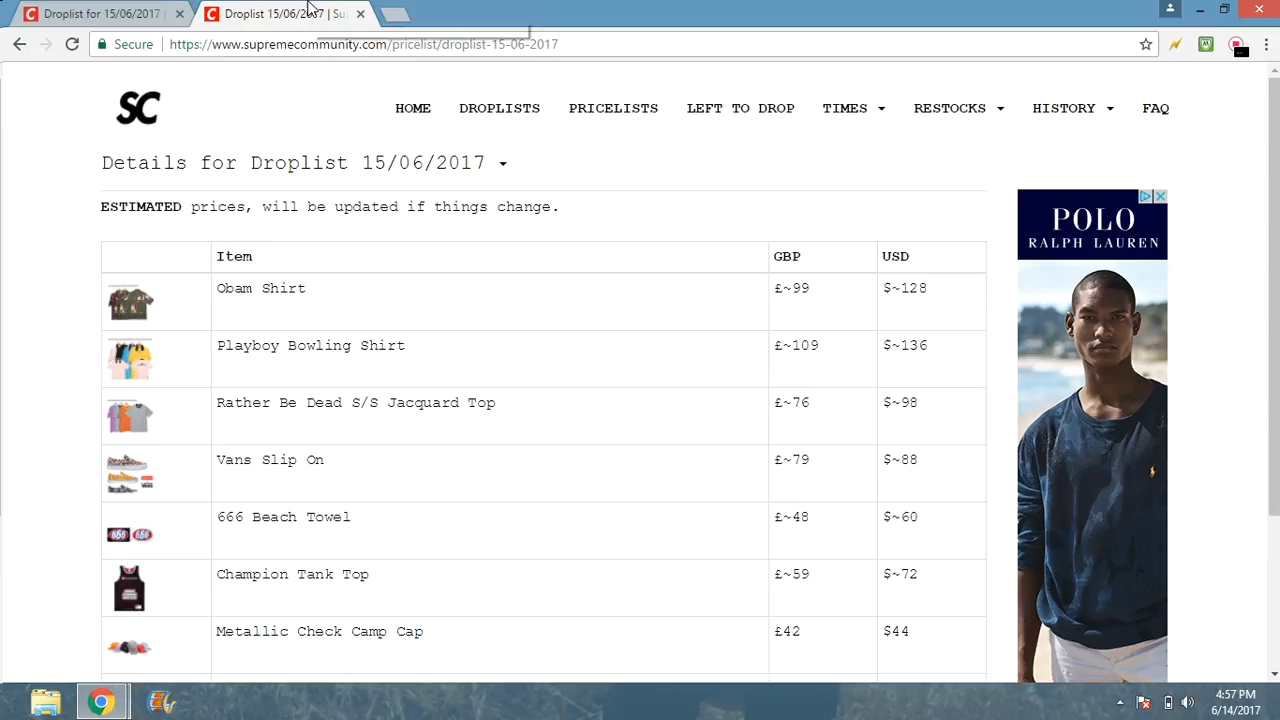 Droplist for 15/06/2017 |
Droplist 15/06/2017 | Su
Secure https://www.supremecommunity.com/pricelist/droplist-15-06-2017
SC HOME DROPLISTS PRICELISTS LEFT TO DROP TIMES RESTOCKS HISTORY FAQ
Details for Droplist 15/06/2017
ESTIMATED prices, will be updated if things change.
Item GBP USD
Obam Shirt £~99 $~128
Playboy Bowling Shirt £~109 $~136
Rather Be Dead S/S Jacquard Top £~76 $~98
Vans Slip On £~79 $~88
666 Beach Towel £~48 $~60
666 666
Champion Tank Top £~59 $~72
Metallic Check Camp Cap £42 $44
POLO
RALPH LAUREN
4:57 PM
6/14/2017